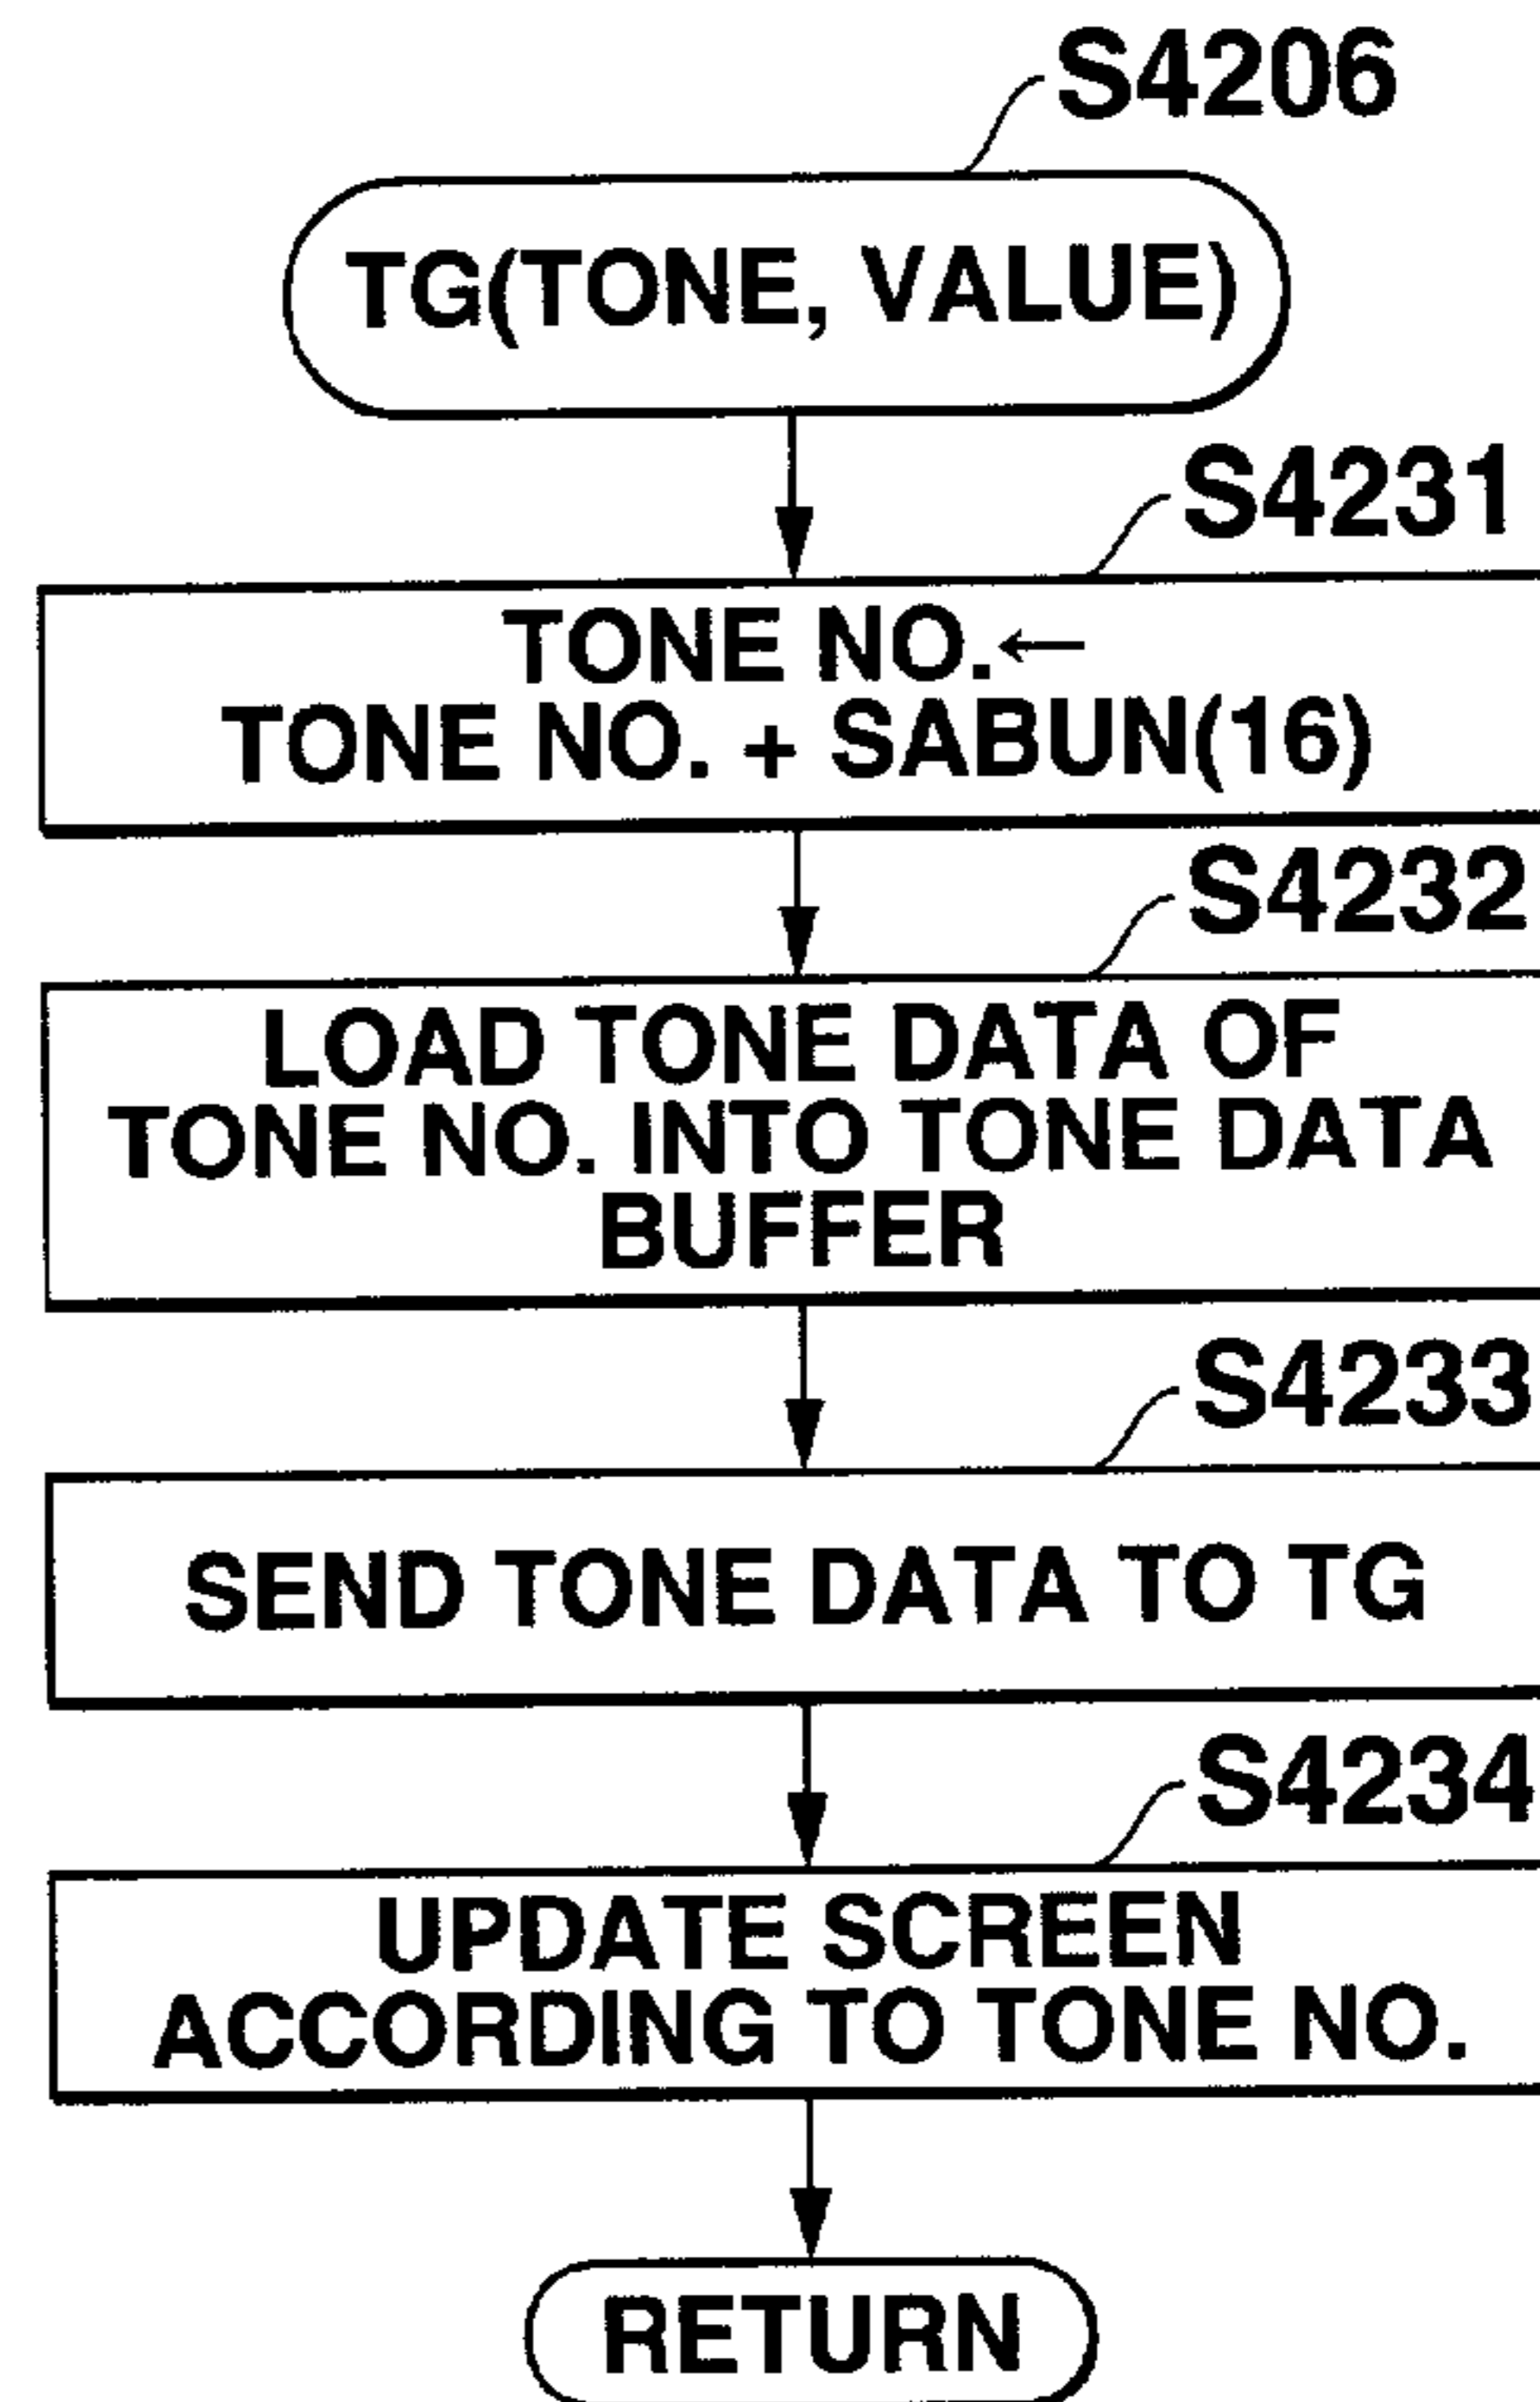 S4206
TG(TONE, VALUE)
S4231
TONE NO.←
TONE NO. + SABUN(16)
S4232
LOAD TONE DATA OF
TONE NO. INTO TONE DATA
BUFFER
S4233
SEND TONE DATA TO TG
S4234
UPDATE SCREEN
ACCORDING TO TONE NO.
RETURN